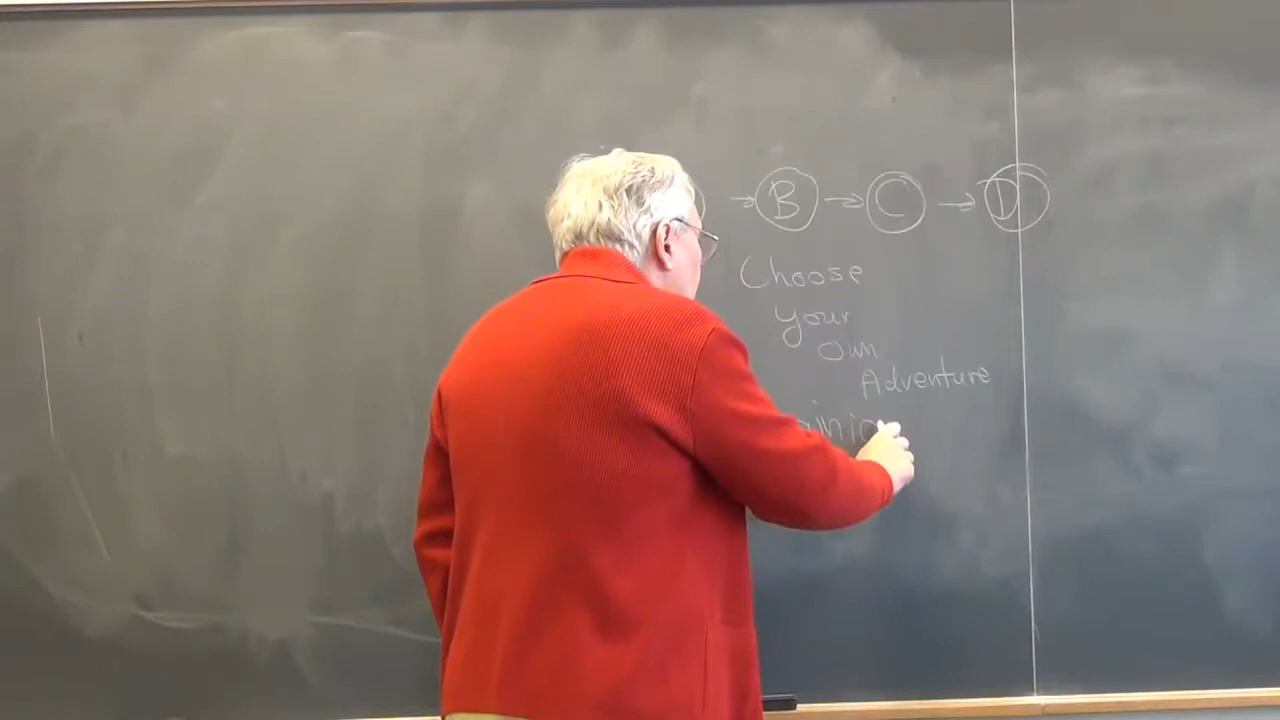 → B → C → D
Choose
your
own
Adventure